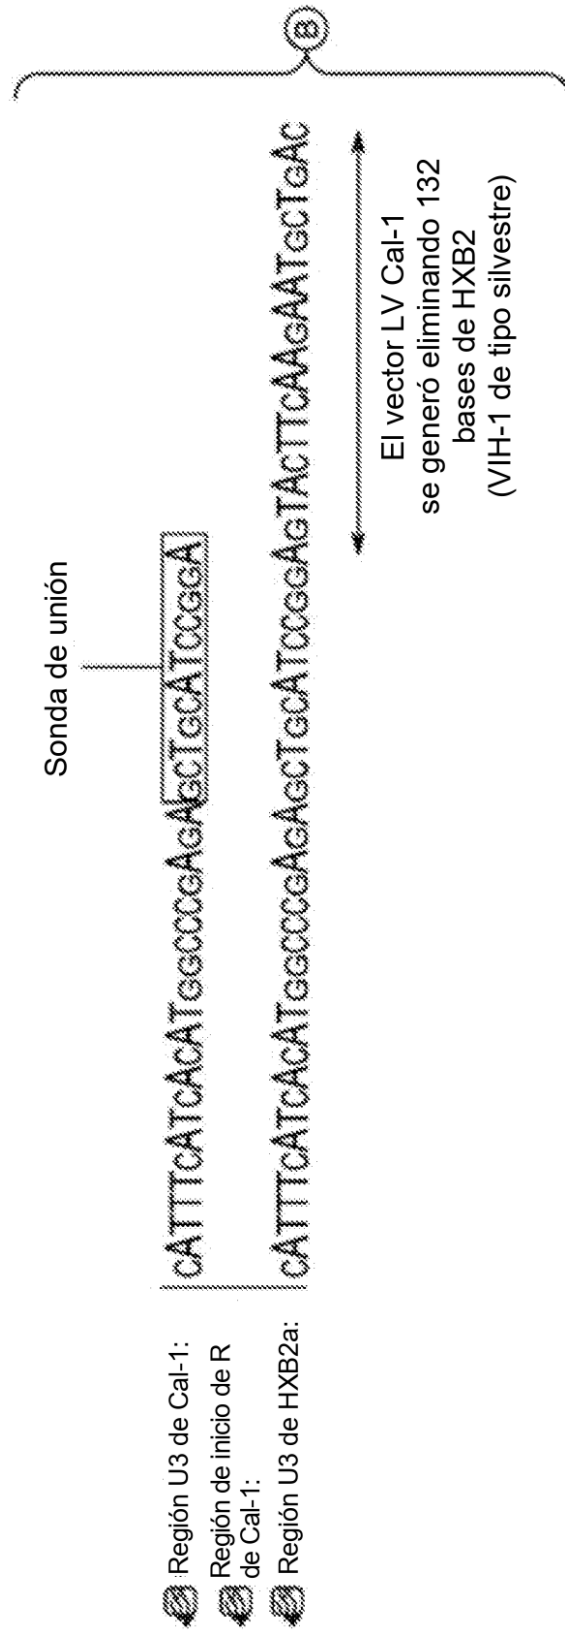 Sonda de unión
Región U3 de Cal-1: CATTTCATCACATGGCCCGAGAGCTGCATCCGGA
Región de inicio de R
de Cal-1:
Región U3 de HXB2a: CATTTCATCACATGGCCCGAGAGCTGCATCCGGAGTACTTCAAGAATGCTGAC
B
El vector LV Cal-1
se generó eliminando 132
bases de HXB2
(VIH-1 de tipo silvestre)